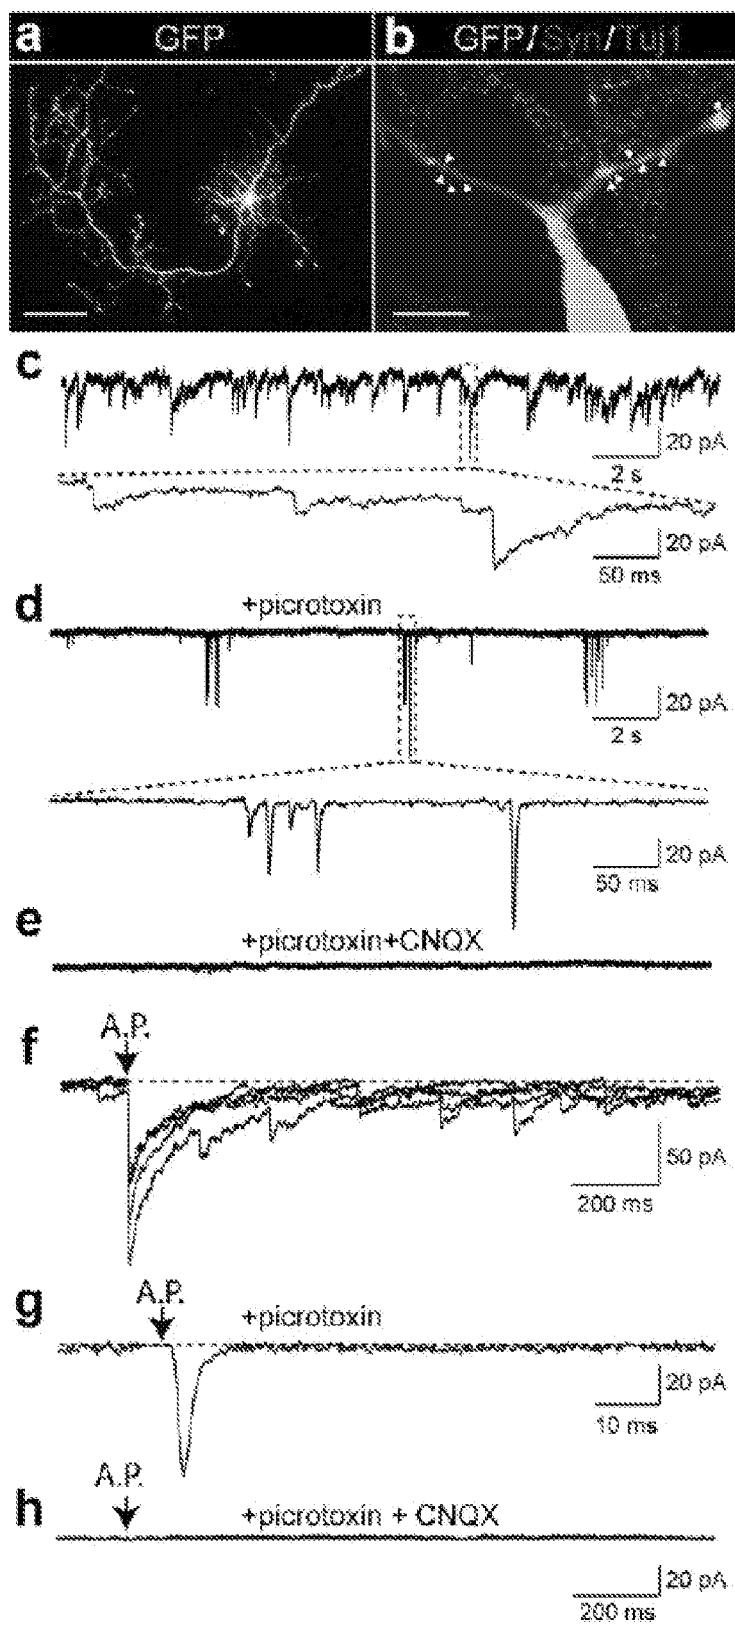 a GFP
b GFP/Syn/Tuj1
c
20 pA
2 s
20 pA
50 ms
d +picrotoxin
20 pA
2 s
20 pA
50 ms
e +picrotoxin+CNQX
f A.P.
50 pA
200 ms
g A.P. +picrotoxin
20 pA
10 ms
h A.P. +picrotoxin + CNQX
20 pA
200 ms